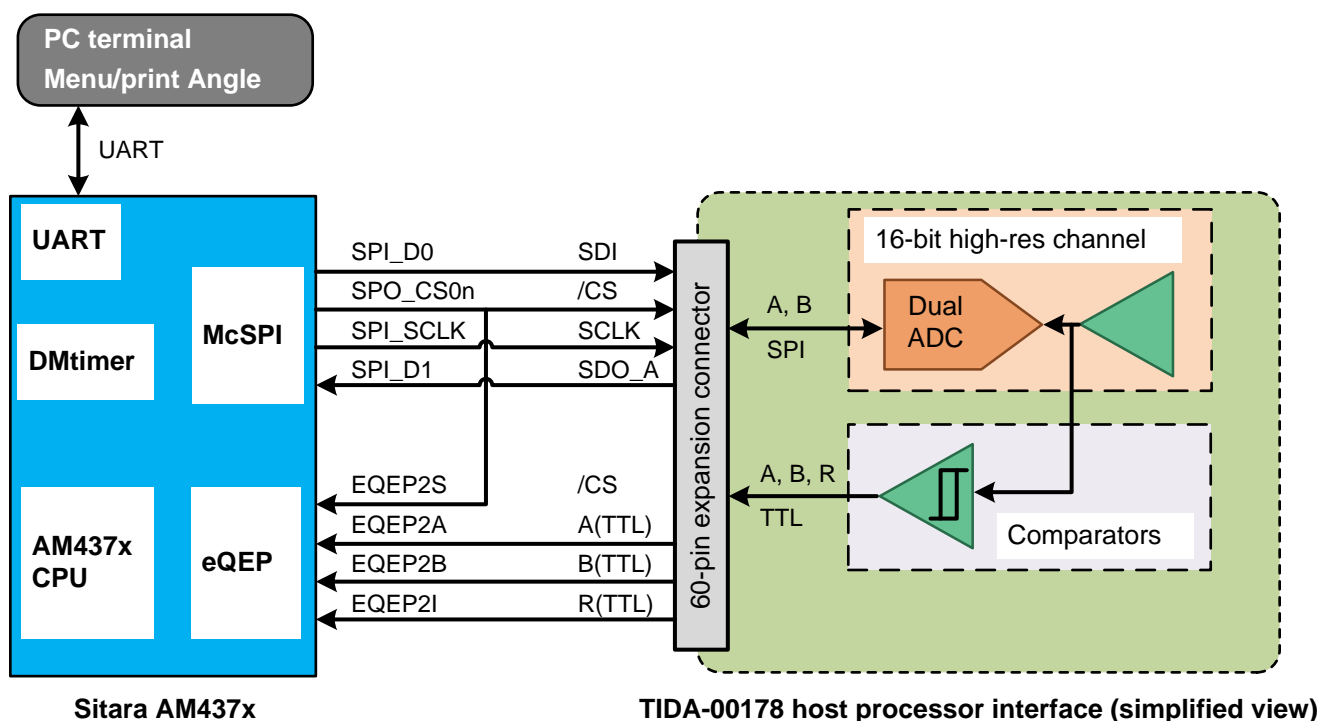 PC terminal
Menu/print Angle
UART
UART
McSPI
DMtimer
AM437x
CPU
eQEP
SPI_D0 SDI
SPO_CS0n /CS
SPI_SCLK SCLK
SPI_D1 SDO_A
EQEP2S /CS
EQEP2A A(TTL)
EQEP2B B(TTL)
EQEP2I R(TTL)
60-pin expansion connector
16-bit high-res channel
A, B
SPI
Dual
ADC
A, B, R
TTL
Comparators
Sitara AM437x
TIDA-00178 host processor interface (simplified view)